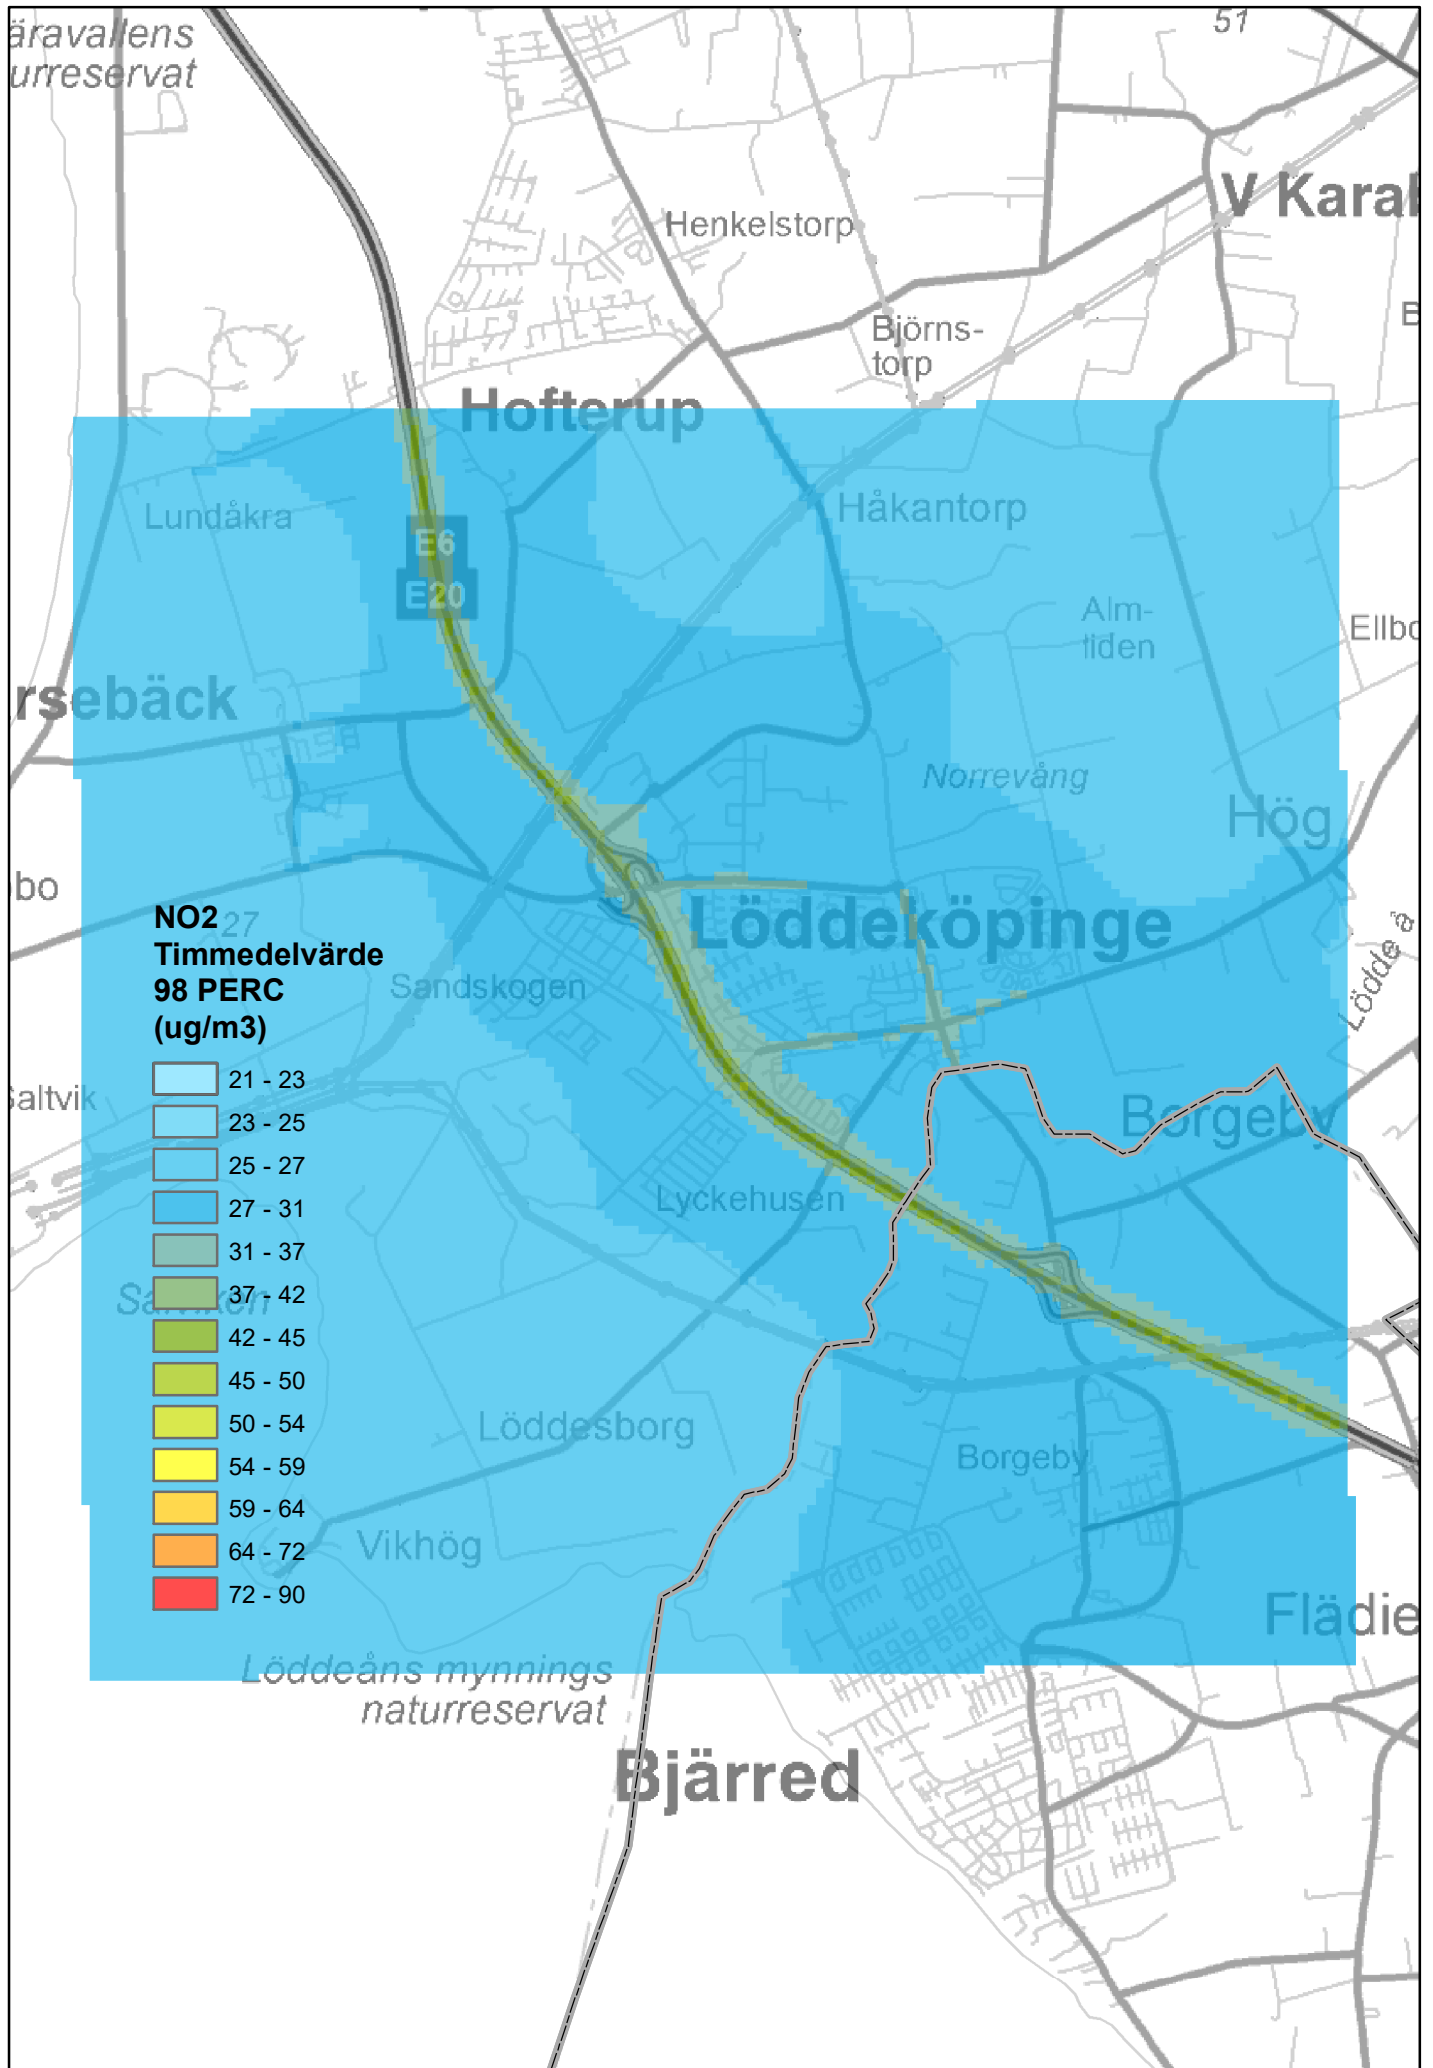 äravallens
urreservat
51
V Karal
Henkelstorp
Björns-
torp
B
Hofterup
Lundåkra
Håkantorp
E6
E20
Alm-
liden
Ellbo
rsebäck
Norrevång
Hög
bo
27
Löddeköpinge
Lödde å
Sandskogen
NO2
Timmedelvärde
98 PERC
(ug/m3)
21 - 23
23 - 25
25 - 27
27 - 31
31 - 37
37 - 42
42 - 45
45 - 50
50 - 54
54 - 59
59 - 64
64 - 72
72 - 90
Saltvik
Borgeby
Lyckehusen
Salviken
Löddesborg
Borgeby
Vikhög
Flädie
Löddeåns mynnings
naturreservat
Bjärred